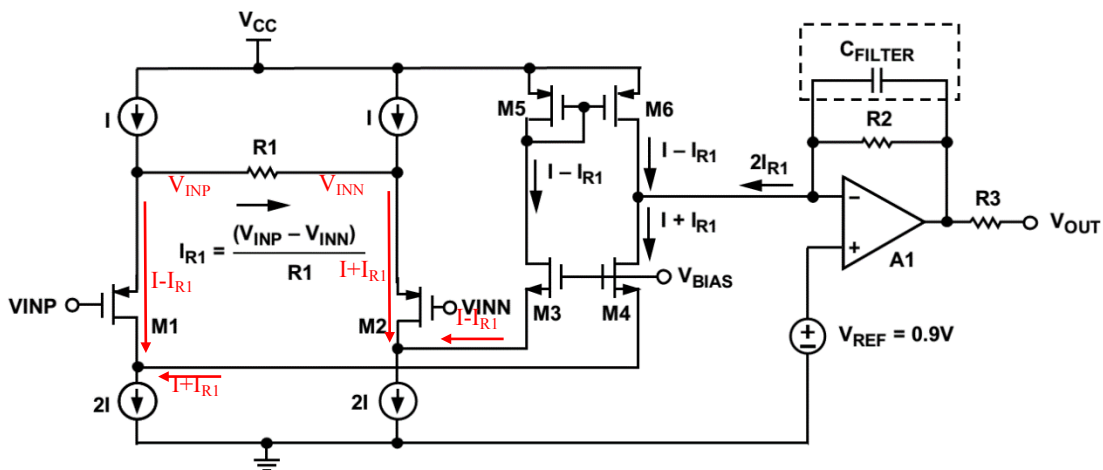 VCC
CFILTER
I
I
R1
M5
M6
R2
VINP
VINN
I – IR1
I – IR1
2IR1
IR1 = (VINP – VINN)
R1
I + IR1
R3
VOUT
A1
I-IR1
I+IR1
VBIAS
VINP
M1
M2
VINN
M3
M4
I-IR1
VREF = 0.9V
I+IR1
2I
2I
−
+
+
−